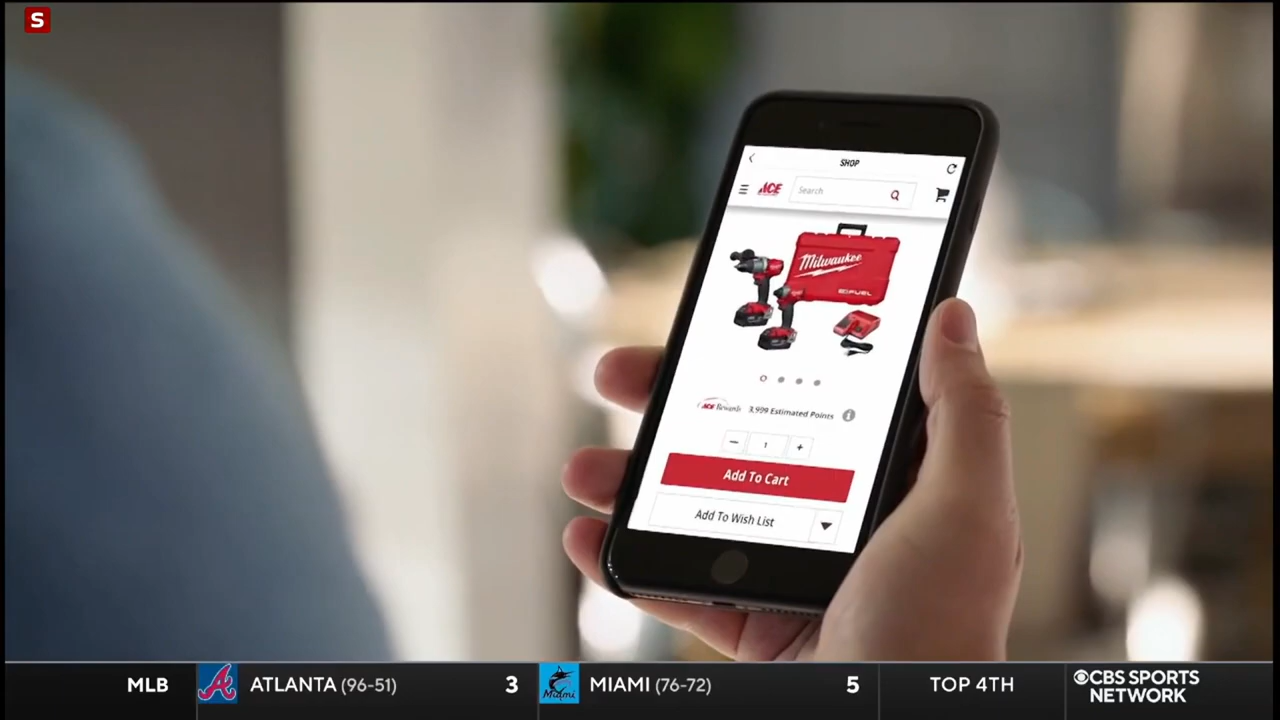 S
SHOP
ACE
Search
Milwaukee
FUEL
ACE Rewards 3,999 Estimated Points i
1
Add To Cart
Add To Wish List
MLB ATLANTA (96-51) 3 Miami MIAMI (76-72) 5 TOP 4TH CBS SPORTS NETWORK